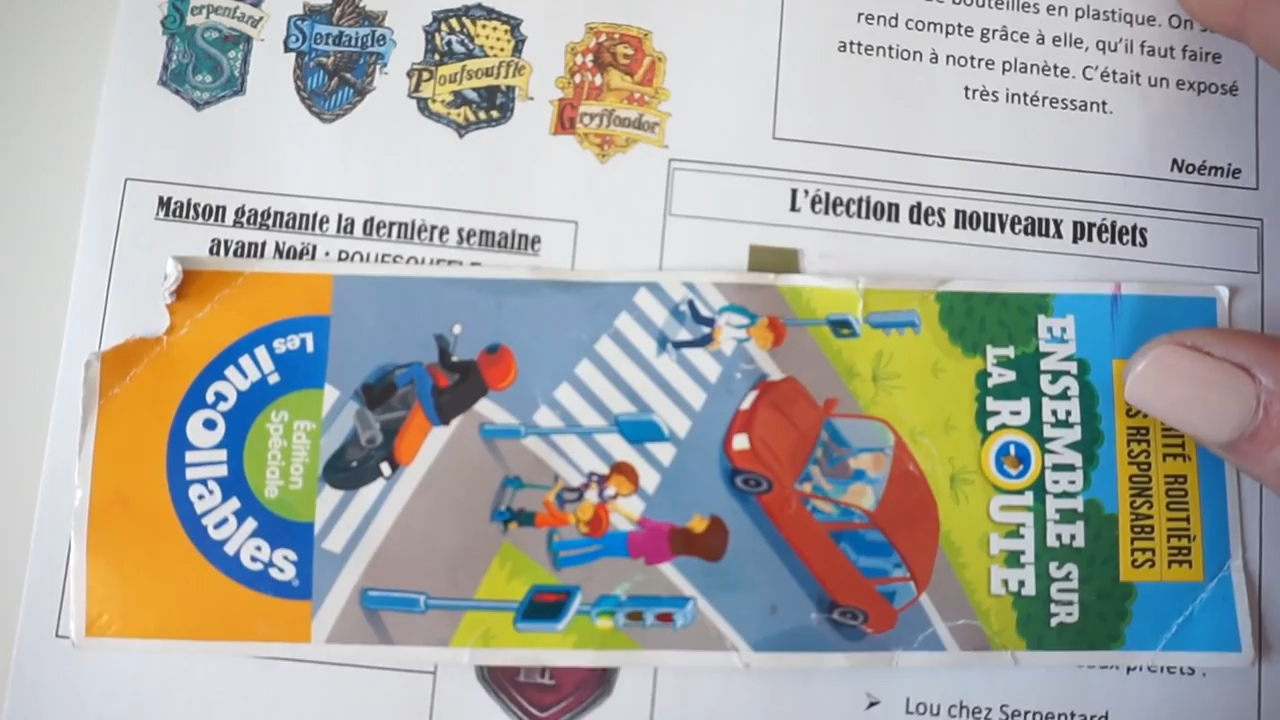 Serpentard
Serdaigle
Poufsouffle
Gryffondor
bouteilles en plastique. On
rend compte grâce à elle, qu'il faut faire
attention à notre planète. C'était un exposé
très intéressant.
Noémie
Maison gagnante la dernière semaine
avant Noël : POUFSOUFFLE
L'élection des nouveaux préfets
Les incollables
Édition
Spéciale
ENSEMBLE SUR
LA ROUTE
ROUTIÈRE
RESPONSABLES
préfets :
➤ Lou chez Serpentard